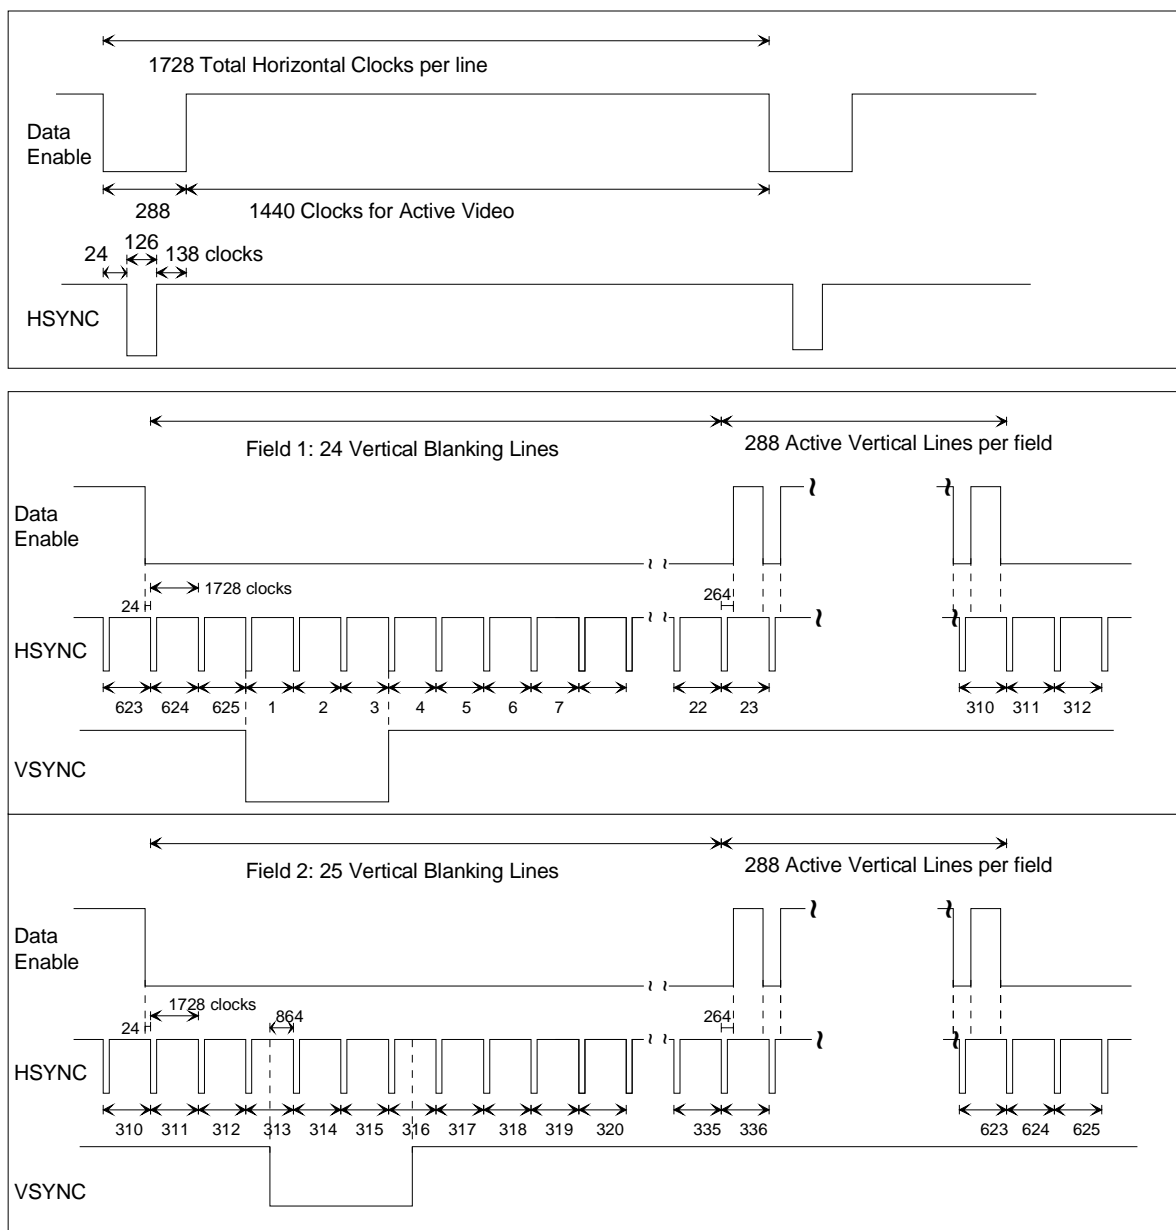 1728 Total Horizontal Clocks per line
Data
Enable
288
1440 Clocks for Active Video
126
24
138 clocks
HSYNC
Field 1: 24 Vertical Blanking Lines
288 Active Vertical Lines per field
Data
Enable
1728 clocks
24
264
HSYNC
623 624 625 1 2 3 4 5 6 7 22 23 310 311 312
VSYNC
Field 2: 25 Vertical Blanking Lines
288 Active Vertical Lines per field
Data
Enable
1728 clocks
864
24
264
HSYNC
310 311 312 313 314 315 316 317 318 319 320 335 336 623 624 625
VSYNC